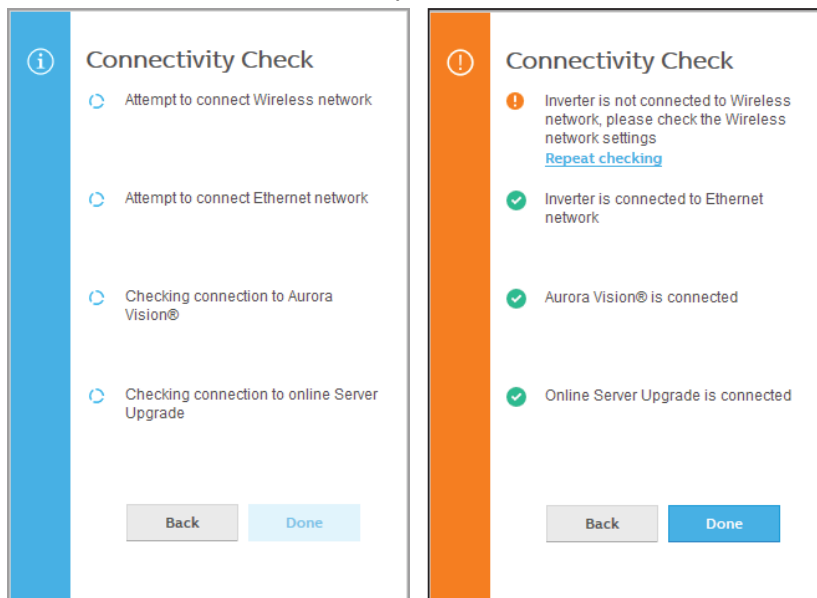 Connectivity Check
Attempt to connect Wireless network
Attempt to connect Ethernet network
Checking connection to Aurora
Vision®
Checking connection to online Server
Upgrade
Back
Done
Connectivity Check
Inverter is not connected to Wireless
network, please check the Wireless
network settings
Repeat checking
Inverter is connected to Ethernet
network
Aurora Vision® is connected
Online Server Upgrade is connected
Back
Done